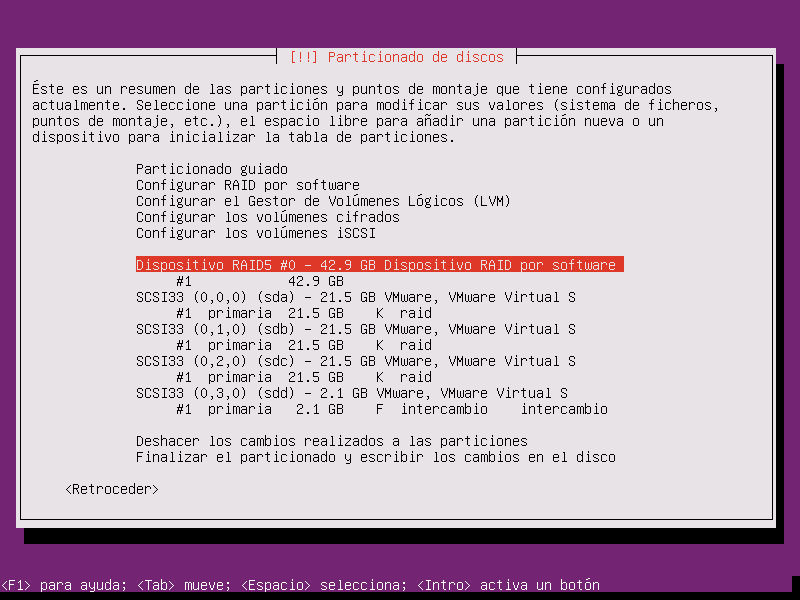 [!!] Particionado de discos
Éste es un resumen de las particiones y puntos de montaje que tiene configurados
actualmente. Seleccione una partición para modificar sus valores (sistema de ficheros,
puntos de montaje, etc.), el espacio libre para añadir una partición nueva o un
dispositivo para inicializar la tabla de particiones.
Particionado guiado
Configurar RAID por software
Configurar el Gestor de Volúmenes Lógicos (LVM)
Configurar los volúmenes cifrados
Configurar los volúmenes iSCSI
Dispositivo RAID5 #0 - 42.9 GB Dispositivo RAID por software
#1 42.9 GB
SCSI33 (0,0,0) (sda) - 21.5 GB VMware, VMware Virtual S
#1 primaria 21.5 GB K raid
SCSI33 (0,1,0) (sdb) - 21.5 GB VMware, VMware Virtual S
#1 primaria 21.5 GB K raid
SCSI33 (0,2,0) (sdc) - 21.5 GB VMware, VMware Virtual S
#1 primaria 21.5 GB K raid
SCSI33 (0,3,0) (sdd) - 2.1 GB VMware, VMware Virtual S
#1 primaria 2.1 GB F intercambio intercambio
Deshacer los cambios realizados a las particiones
Finalizar el particionado y escribir los cambios en el disco
<Retroceder>
<F1> para ayuda; <Tab> mueve; <Espacio> selecciona; <Intro> activa un botón